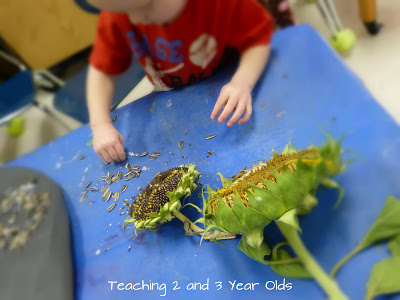 Teaching 2 and 3 Year Olds